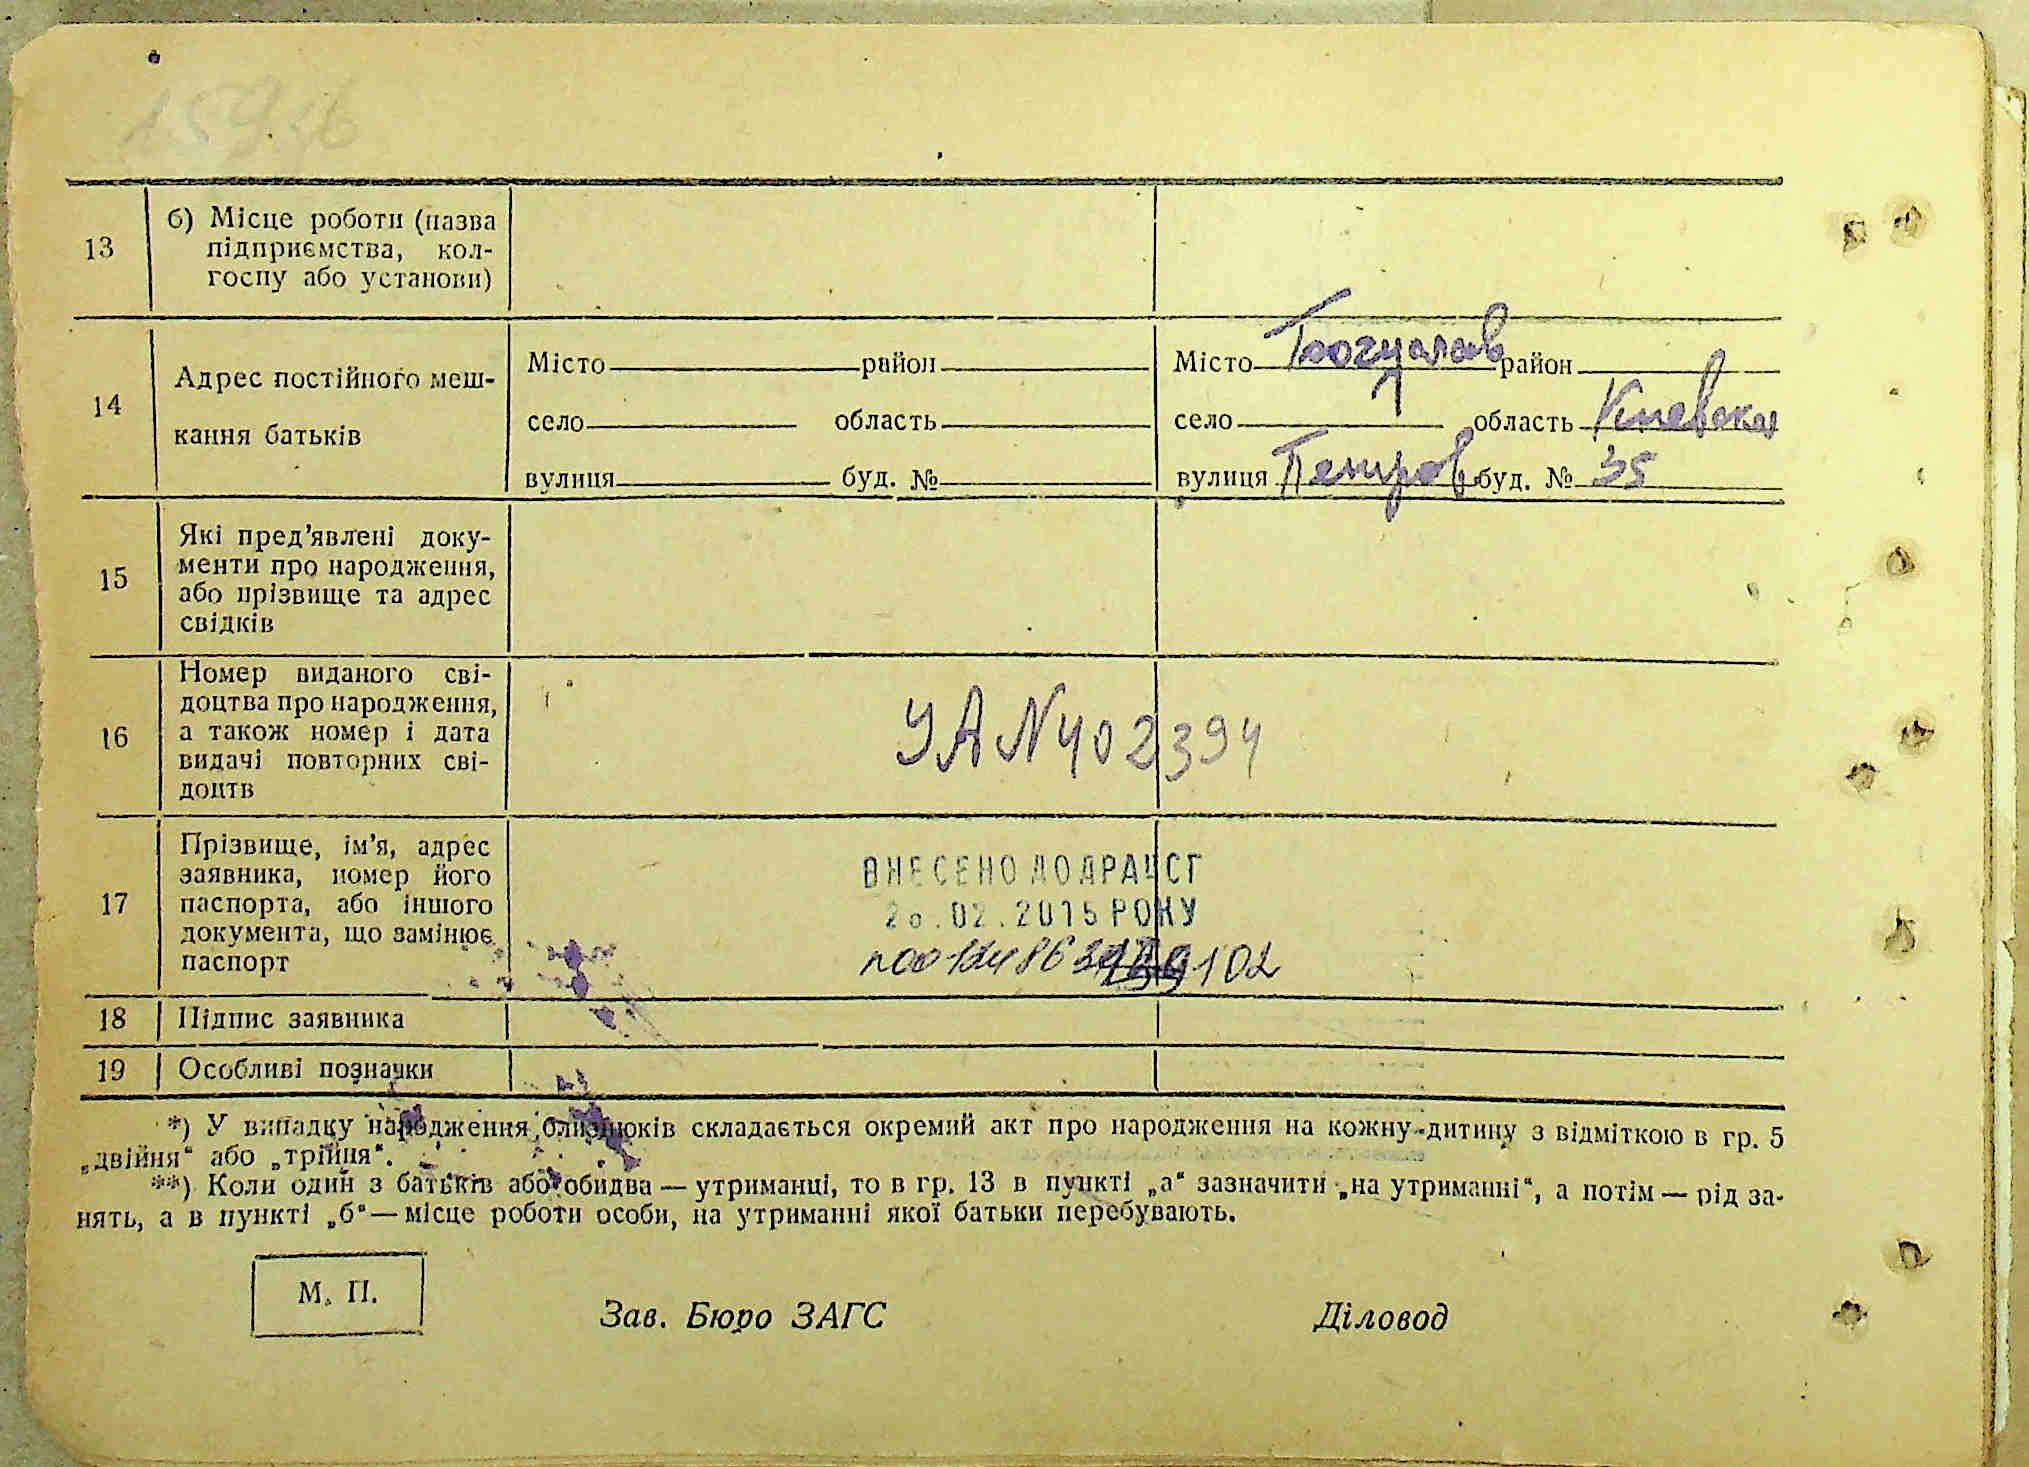 13
б) Місце роботи (назва
підприємства, кол-
госпу або установи)
14
Адрес постійного меш-
кання батьків
Місто район Місто Богуслав район
село область село область Киевска
вулиця буд. № вулиця Петров буд. № 35
15
Які пред’явлені доку-
менти про народження,
або прізвище та адрес
свідків
16
Номер виданого сві-
доцтва про народження,
а також номер і дата
видачі повторних сві-
доцтв
УА N402394
17
Прізвище, ім’я, адрес
заявника, номер його
паспорта, або іншого
документа, що замінює
паспорт
ВНЕСЕНО ДО ДРАЦСГ
.02.2015 РОКУ
18 Підпис заявника
19 Особливі позначки
*) У випадку народження близнюків складається окремий акт про народження на кожну дитину з відміткою в гр. 5
„двійня“ або „трійня“.
**) Коли один з батьків або обидва — утриманці, то в гр. 13 в пункті „а“ зазначити „на утриманні“, а потім — рід за-
нять, а в пункті „б“ — місце роботи особи, на утриманні якої батьки перебувають.
М. П.
Зав. Бюро ЗАГС Діловод